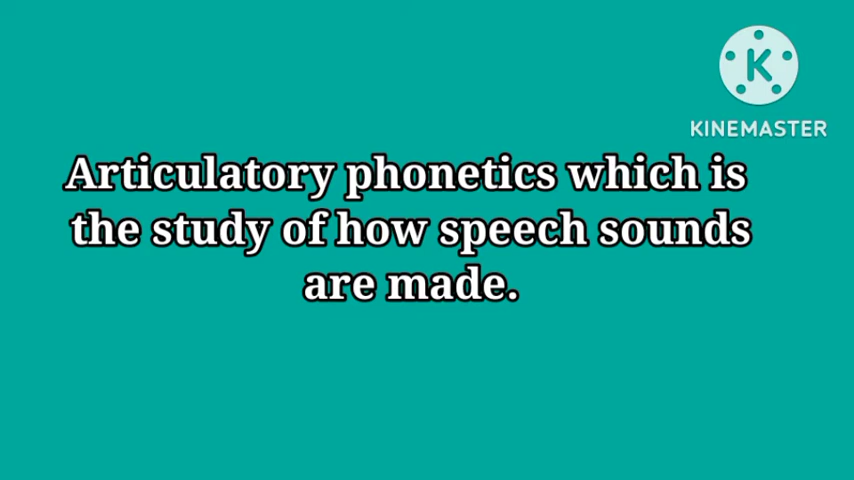 KINEMASTER
Articulatory phonetics which is
the study of how speech sounds
are made.